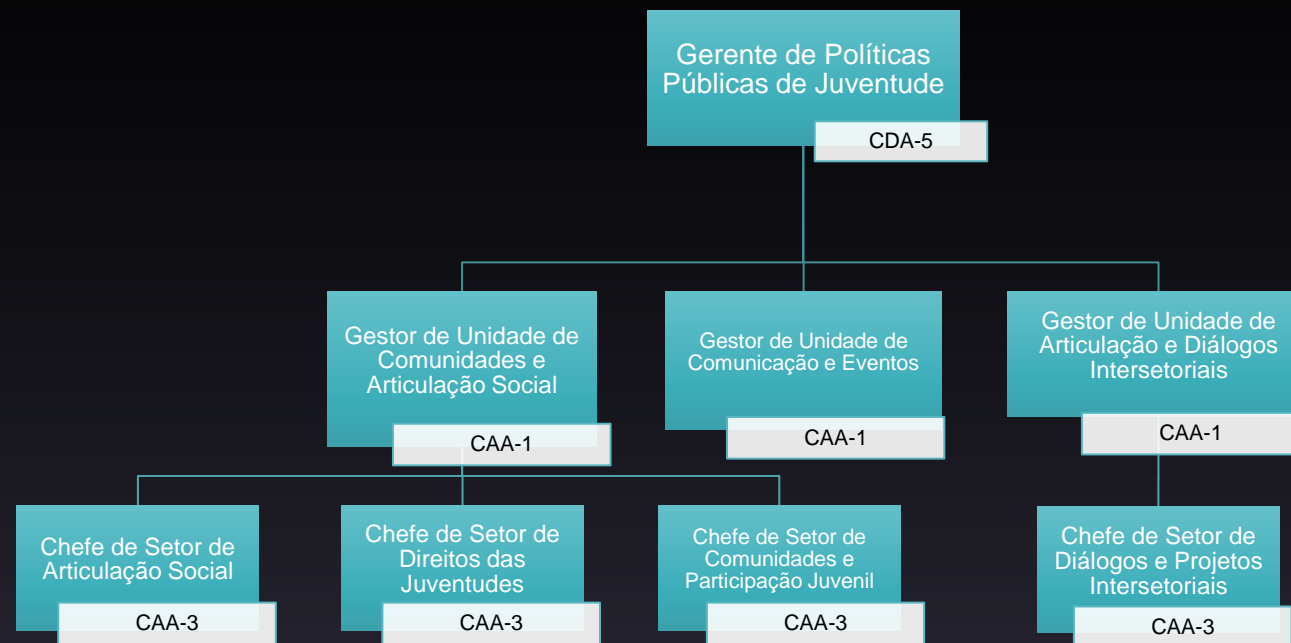 Gerente de Políticas
Públicas de Juventude
CDA-5
Gestor de Unidade de
Comunidades e
Articulação Social
CAA-1
Gestor de Unidade de
Comunicação e Eventos
CAA-1
Gestor de Unidade de
Articulação e Diálogos
Intersetoriais
CAA-1
Chefe de Setor de
Articulação Social
CAA-3
Chefe de Setor de
Direitos das
Juventudes
CAA-3
Chefe de Setor de
Comunidades e
Participação Juvenil
CAA-3
Chefe de Setor de
Diálogos e Projetos
Intersetoriais
CAA-3